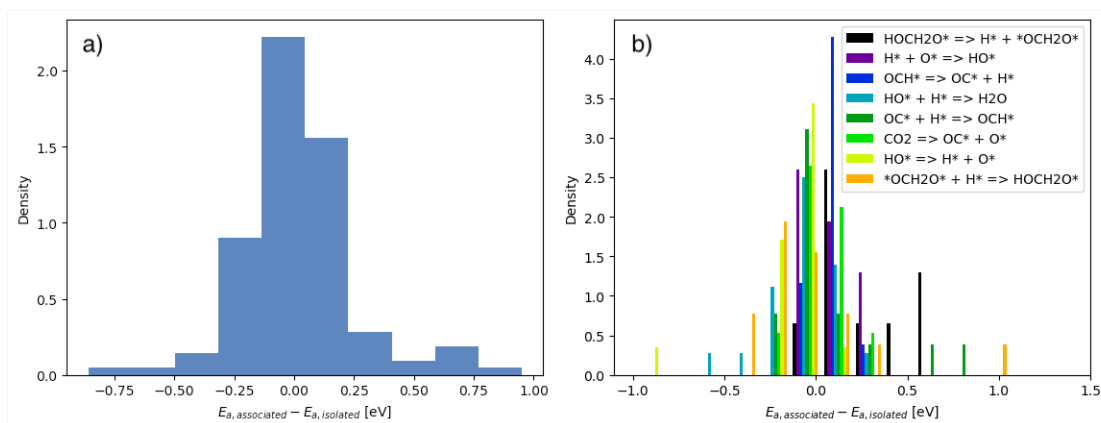 a)
2.0
1.5
1.0
0.5
0.0
Density
−0.75
−0.50
−0.25
0.00
0.25
0.50
0.75
1.00
E_{a, associated} − E_{a, isolated} [eV]
b)
4.0
3.5
3.0
2.5
2.0
1.5
1.0
0.5
0.0
Density
HOCH2O* => H* + *OCH2O*
H* + O* => HO*
OCH* => OC* + H*
HO* + H* => H2O
OC* + H* => OCH*
CO2 => OC* + O*
HO* => H* + O*
*OCH2O* + H* => HOCH2O*
−1.0
−0.5
0.0
0.5
1.0
1.5
E_{a, associated} − E_{a, isolated} [eV]